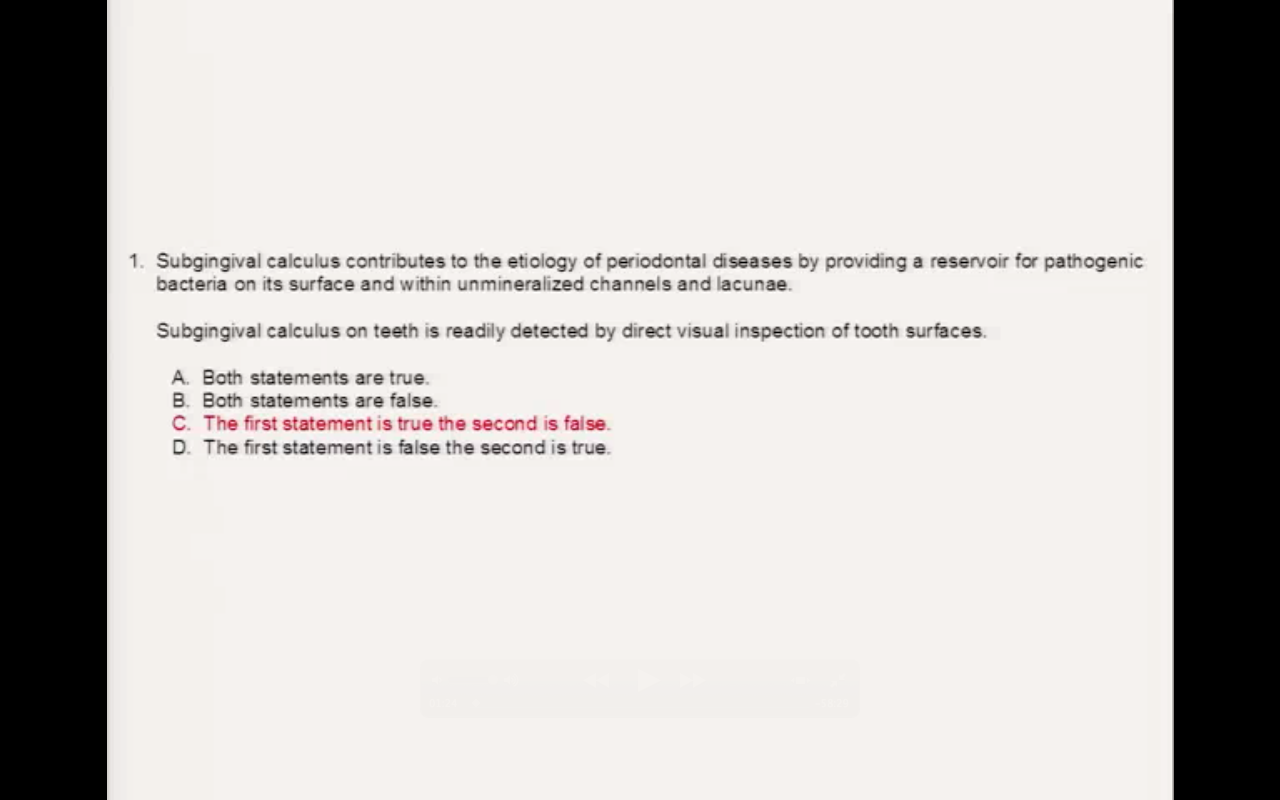 1. Subgingival calculus contributes to the etiology of periodontal diseases by providing a reservoir for pathogenic
bacteria on its surface and within unmineralized channels and lacunae.
Subgingival calculus on teeth is readily detected by direct visual inspection of tooth surfaces.
A. Both statements are true.
B. Both statements are false.
C. The first statement is true the second is false.
D. The first statement is false the second is true.